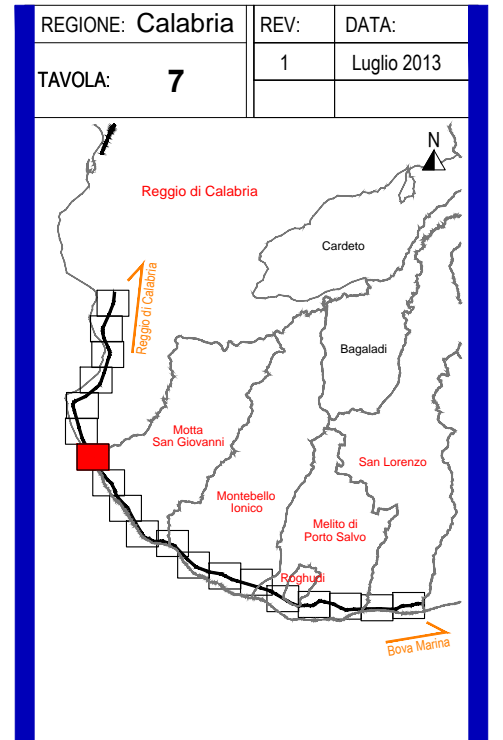 REGIONE: Calabria
REV:
DATA:
TAVOLA: 7
1
Luglio 2013
N
Reggio di Calabria
Cardeto
Reggio di Calabria
Bagaladi
Motta
San Giovanni
San Lorenzo
Montebello
Ionico
Melito di
Porto Salvo
Roghudi
Bova Marina